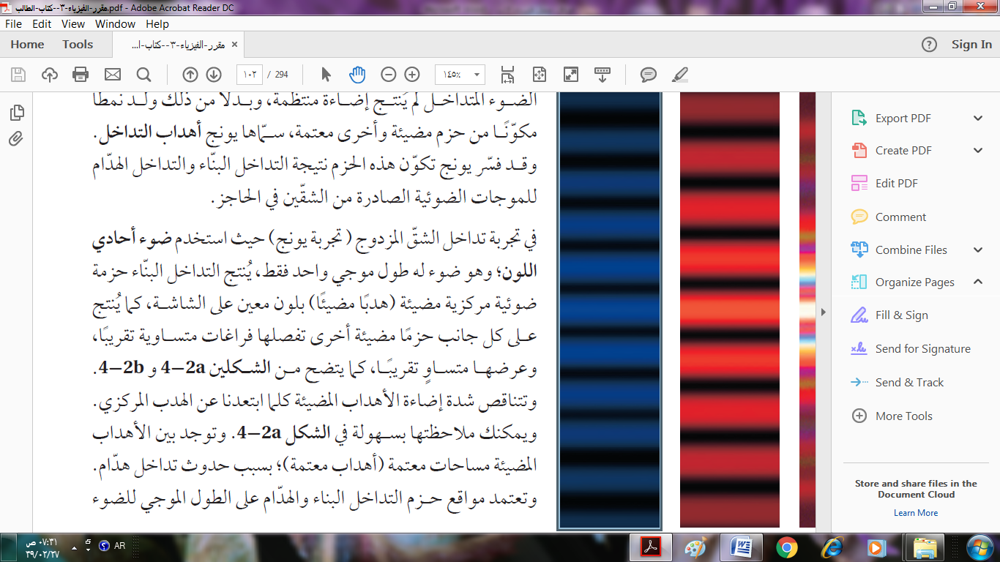 مقرر-الفيزياء-٣--كتاب-الطالب.pdf - Adobe Acrobat Reader DC
File Edit View Window Help
Home Tools مقرر-الفيزياء-٣--كتاب-ا... × ? Sign In
١٠٢ / 294 ١٤٥%
الضوء المتداخل لم يُنتج إضاءة منتظمة، وبدلًا من ذلك ولد نمطًا
مكوّنًا من حزم مضيئة وأخرى معتمة، سمّاها يونج أهداب التداخل.
وقد فسّر يونج تكوّن هذه الحزم نتيجة التداخل البنّاء والتداخل الهدّام
للموجات الضوئية الصادرة من الشقّين في الحاجز.
في تجربة تداخل الشقّ المزدوج (تجربة يونج) حيث استخدم ضوء أحادي
اللون؛ وهو ضوء له طول موجي واحد فقط، يُنتج التداخل البنّاء حزمة
ضوئية مركزية مضيئة (هدبًا مضيئًا) بلون معين على الشاشة، كما يُنتج
على كل جانب حزمًا مضيئة أخرى تفصلها فراغات متساوية تقريبًا،
وعرضها متساوٍ تقريبًا، كما يتضح من الشكلين 4-2a و 4-2b.
وتتناقص شدة إضاءة الأهداب المضيئة كلما ابتعدنا عن الهدب المركزي.
ويمكنك ملاحظتها بسهولة في الشكل 4-2a. وتوجد بين الأهداب
المضيئة مساحات معتمة (أهداب معتمة)؛ بسبب حدوث تداخل هدّام.
وتعتمد مواقع حزم التداخل البناء والهدّام على الطول الموجي للضوء
Export PDF
Create PDF
Edit PDF
Comment
Combine Files
Organize Pages
Fill & Sign
Send for Signature
Send & Track
More Tools
Store and share files in the
Document Cloud
Learn More
٠٧:٣١ ص
٣٩/٠٢/٢٧
AR